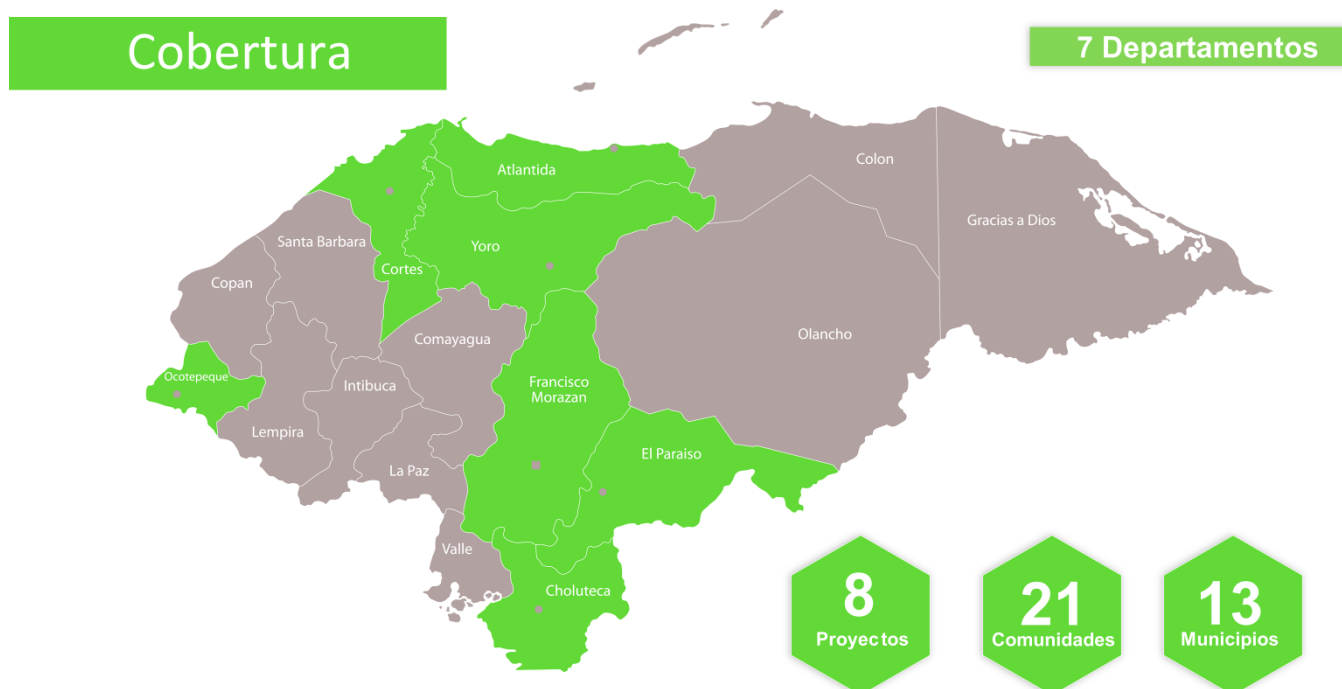 Cobertura
7 Departamentos
Atlantida
Colon
Gracias a Dios
Santa Barbara
Yoro
Cortes
Copan
Olancho
Comayagua
Ocotepeque
Intibuca
Francisco
Morazan
Lempira
El Paraiso
La Paz
Valle
Choluteca
8
Proyectos
21
Comunidades
13
Municipios